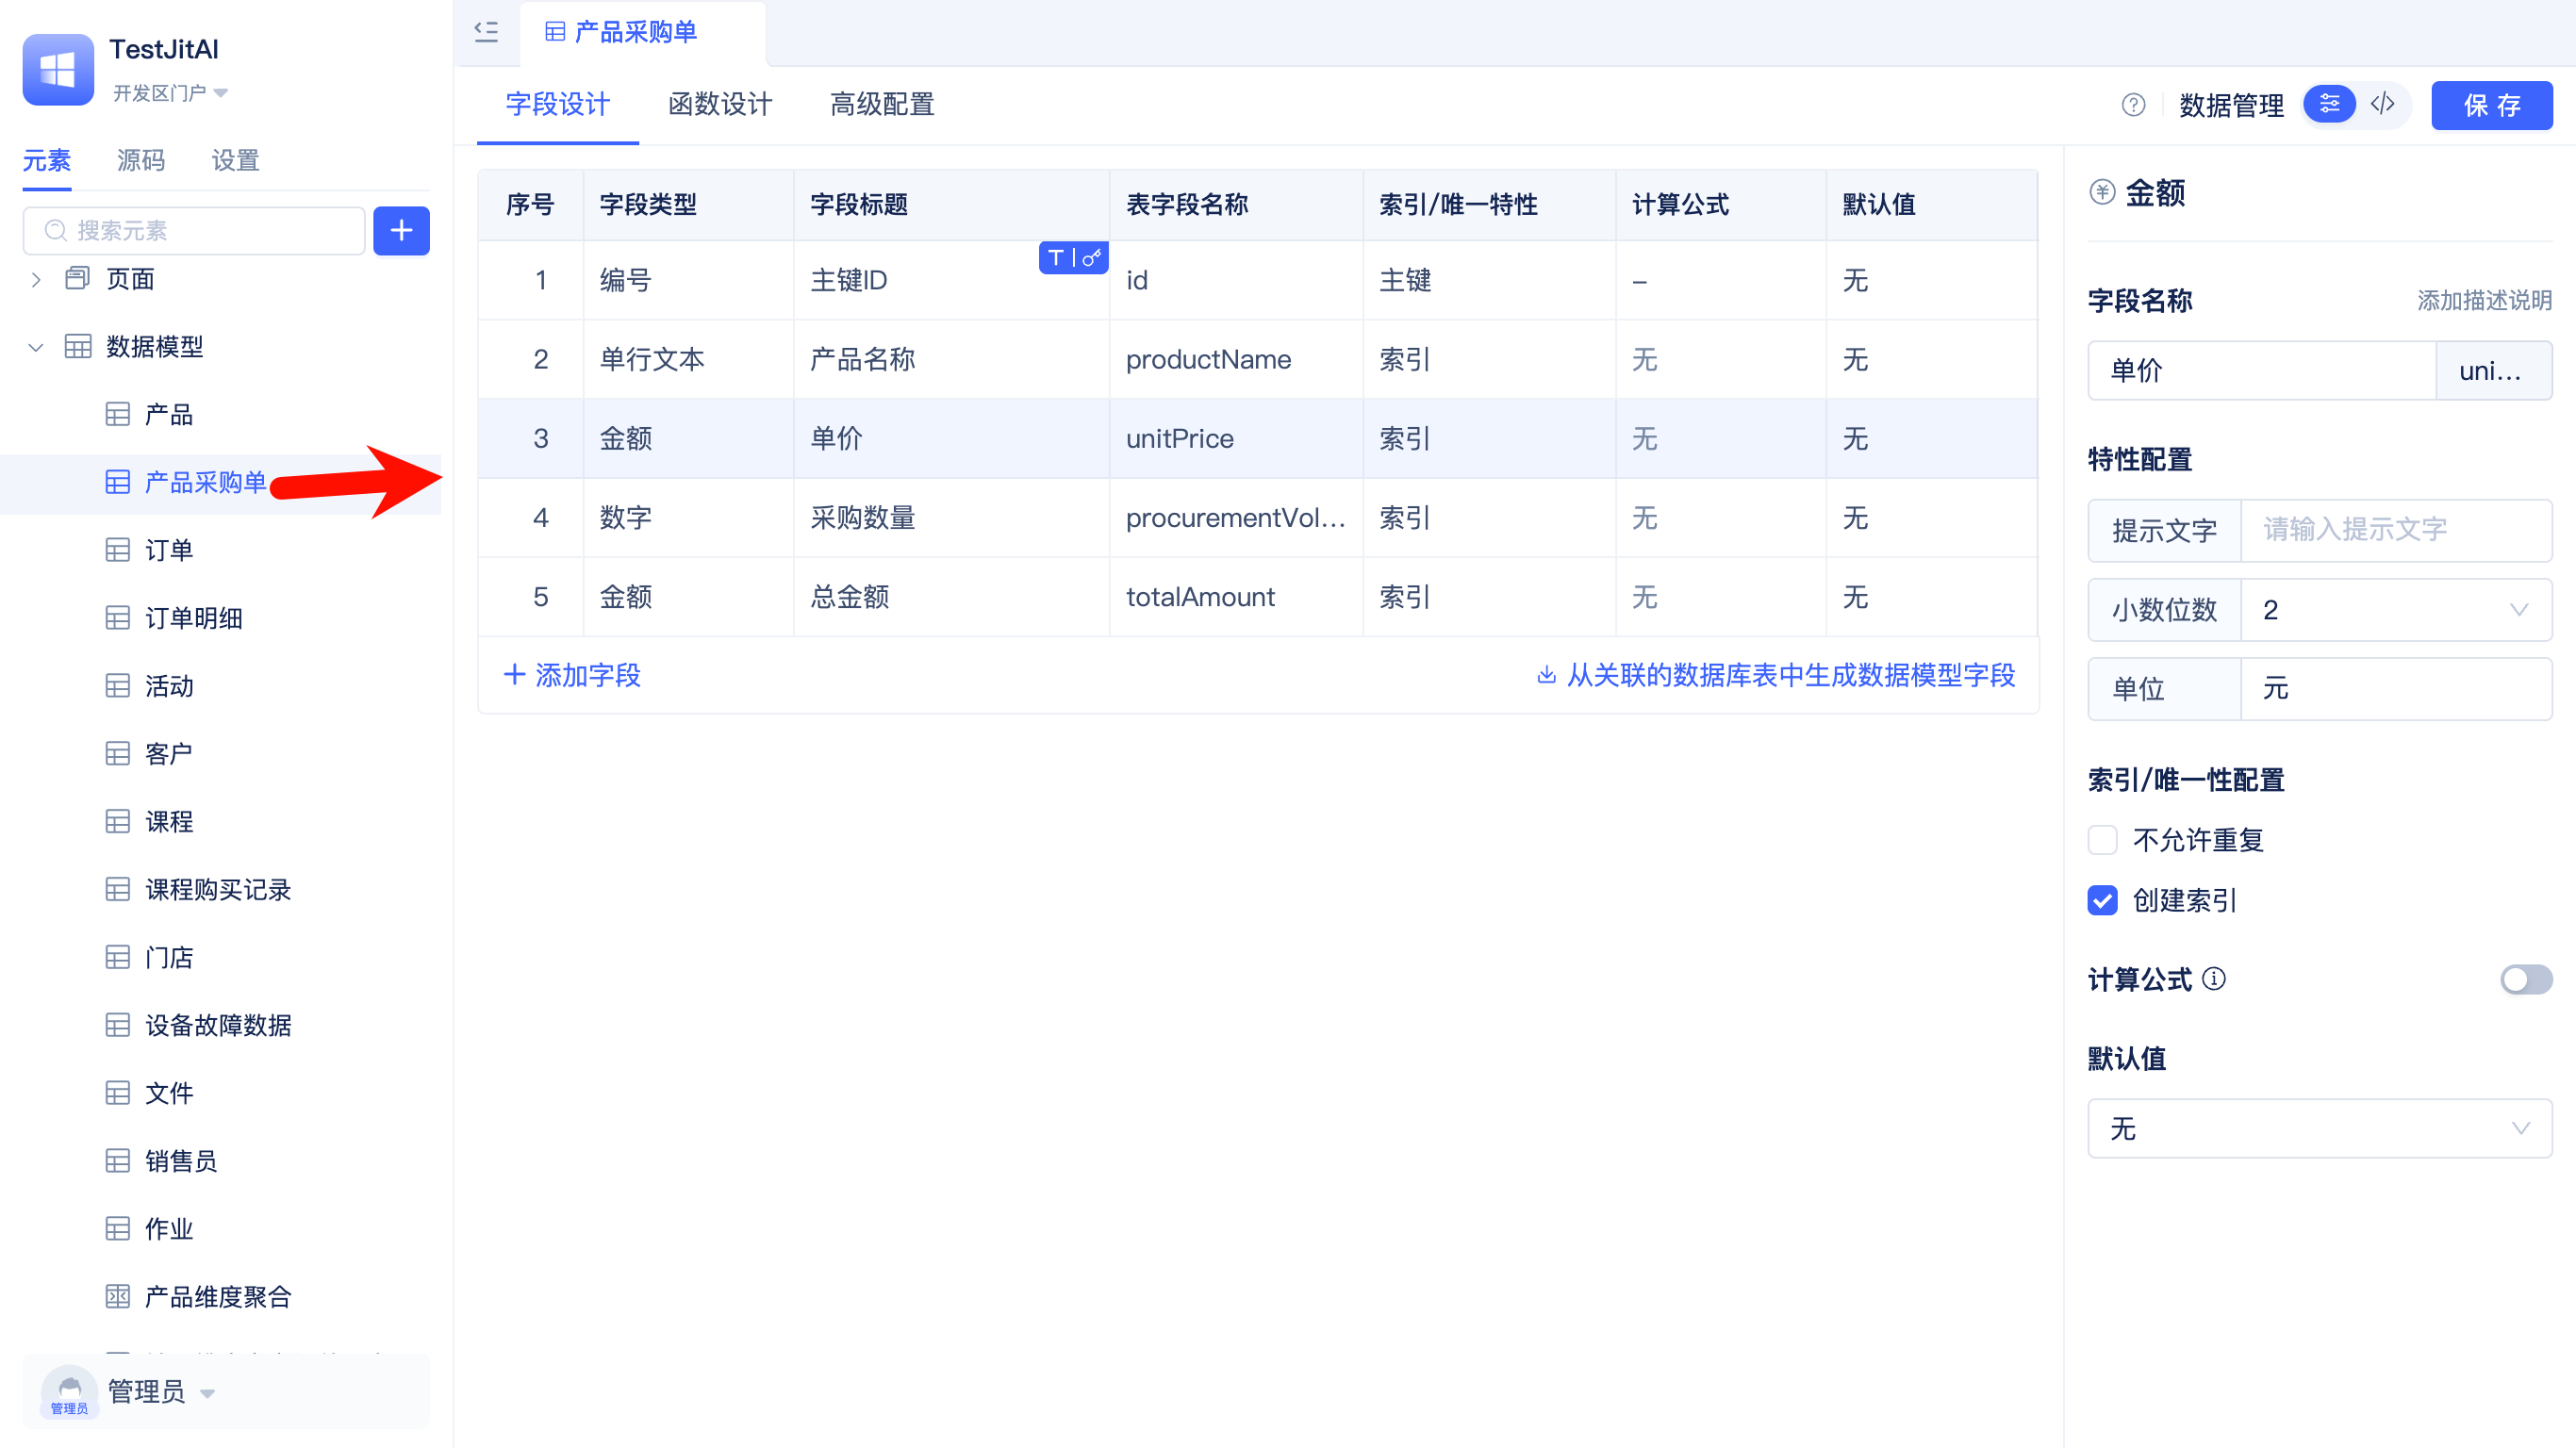 TestJitAI
开发区门户
元素 源码 设置
搜索元素
页面
数据模型
产品
产品采购单
订单
订单明细
活动
客户
课程
课程购买记录
门店
设备故障数据
文件
销售员
作业
产品维度聚合
管理员
管理员
产品采购单
字段设计 函数设计 高级配置
数据管理
保 存
序号 字段类型 字段标题 表字段名称 索引/唯一特性 计算公式 默认值
1 编号 主键ID id 主键 – 无
2 单行文本 产品名称 productName 索引 无 无
3 金额 单价 unitPrice 索引 无 无
4 数字 采购数量 procurementVol... 索引 无 无
5 金额 总金额 totalAmount 索引 无 无
添加字段
从关联的数据库表中生成数据模型字段
金额
字段名称 添加描述说明
单价 uni...
特性配置
提示文字 请输入提示文字
小数位数 2
单位 元
索引/唯一性配置
不允许重复
创建索引
计算公式
默认值
无